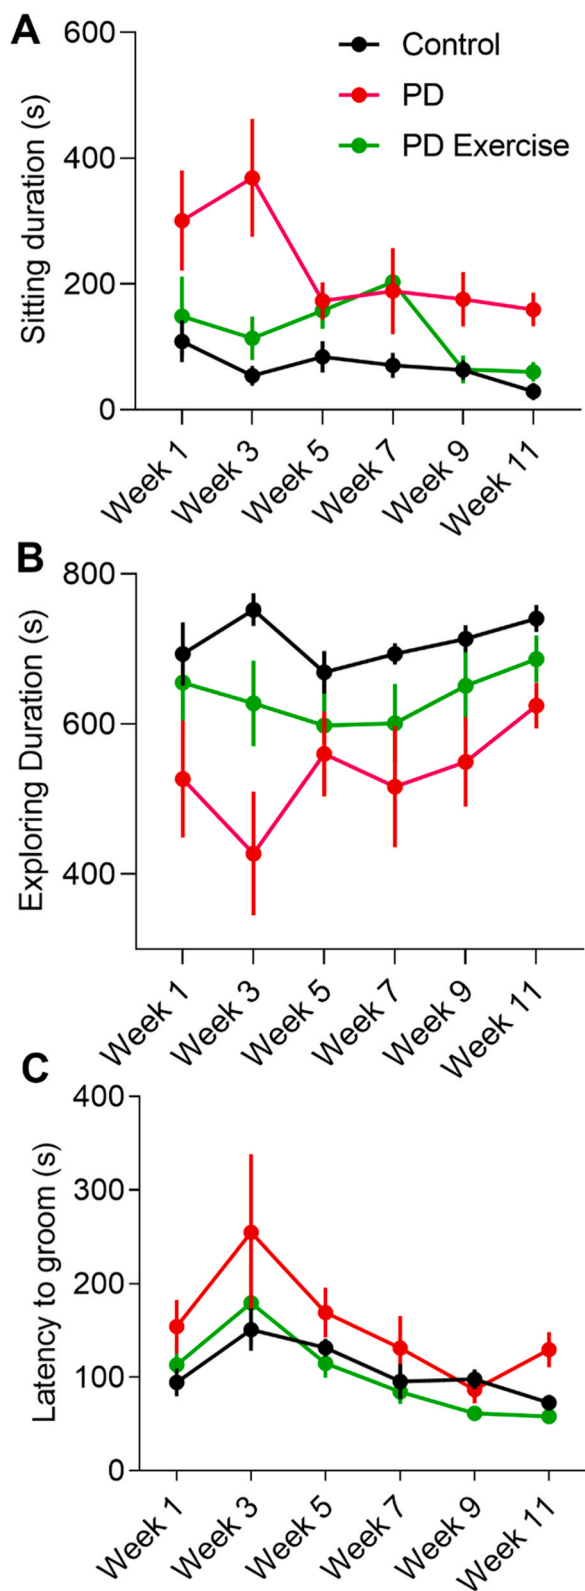 A
Sitting duration (s)
600
400
200
0
Control
PD
PD Exercise
Week 1
Week 3
Week 5
Week 7
Week 9
Week 11
B
Exploring Duration (s)
800
600
400
Week 1
Week 3
Week 5
Week 7
Week 9
Week 11
C
Latency to groom (s)
400
300
200
100
0
Week 1
Week 3
Week 5
Week 7
Week 9
Week 11